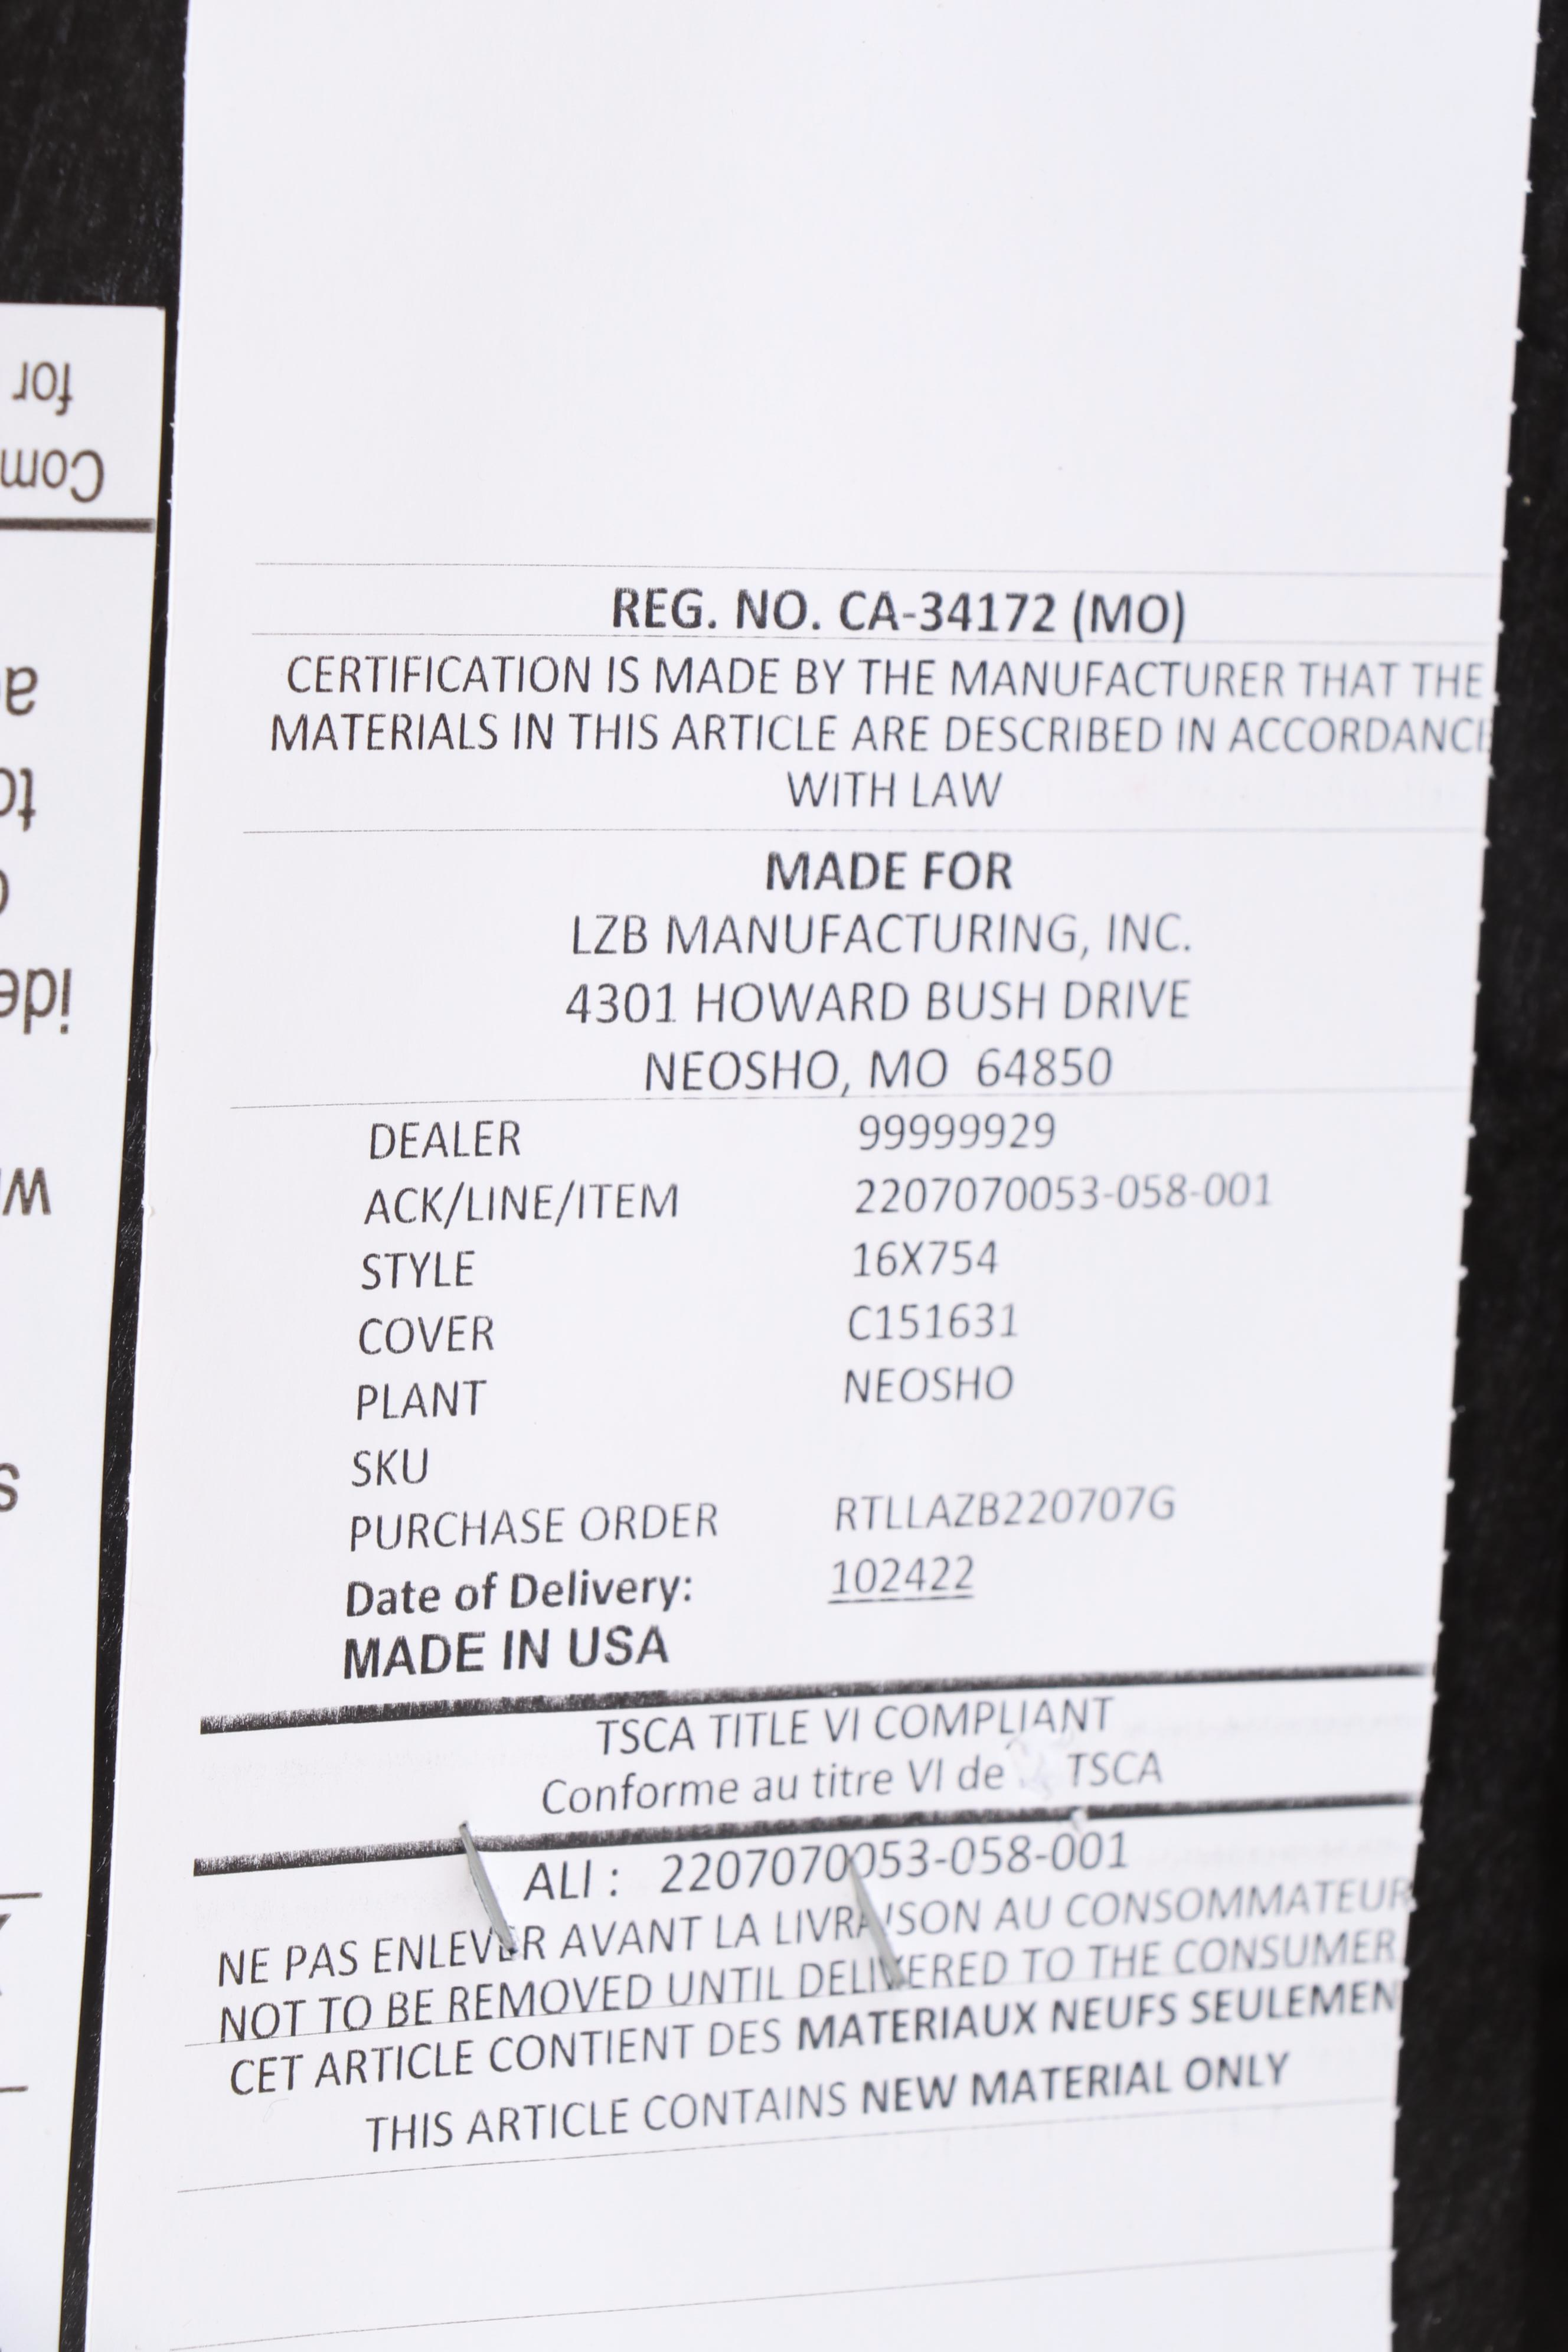 for
Com
to
ide
REG. NO. CA-34172 (MO)
CERTIFICATION IS MADE BY THE MANUFACTURER THAT THE
MATERIALS IN THIS ARTICLE ARE DESCRIBED IN ACCORDANCE
WITH LAW
MADE FOR
LZB MANUFACTURING, INC.
4301 HOWARD BUSH DRIVE
NEOSHO, MO 64850
DEALER 99999929
ACK/LINE/ITEM 2207070053-058-001
STYLE 16X754
COVER C151631
PLANT NEOSHO
SKU
PURCHASE ORDER RTLLAZB220707G
Date of Delivery: 102422
MADE IN USA
TSCA TITLE VI COMPLIANT
Conforme au titre VI de TSCA
ALI : 2207070053-058-001
NE PAS ENLEVER AVANT LA LIVRAISON AU CONSOMMATEUR
NOT TO BE REMOVED UNTIL DELIVERED TO THE CONSUMER
CET ARTICLE CONTIENT DES MATERIAUX NEUFS SEULEMEN
THIS ARTICLE CONTAINS NEW MATERIAL ONLY